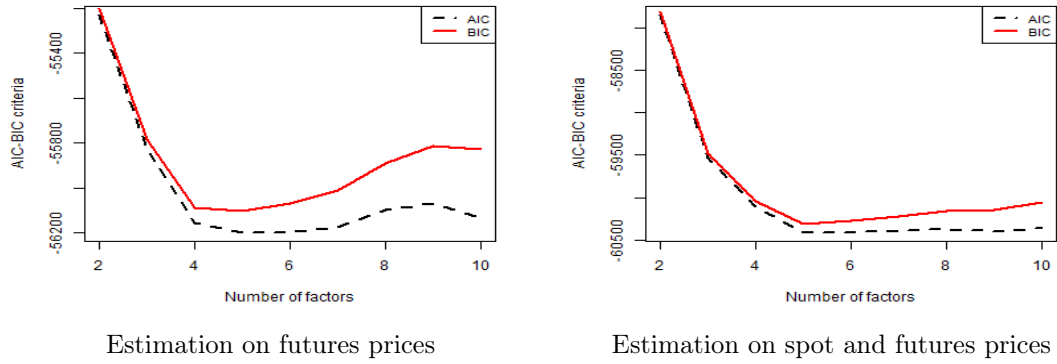 AIC
BIC
AIC-BIC criteria
-55400
-55800
-56200
2 4 6 8 10
Number of factors
Estimation on futures prices
AIC
BIC
AIC-BIC criteria
-58500
-59500
-60500
2 4 6 8 10
Number of factors
Estimation on spot and futures prices